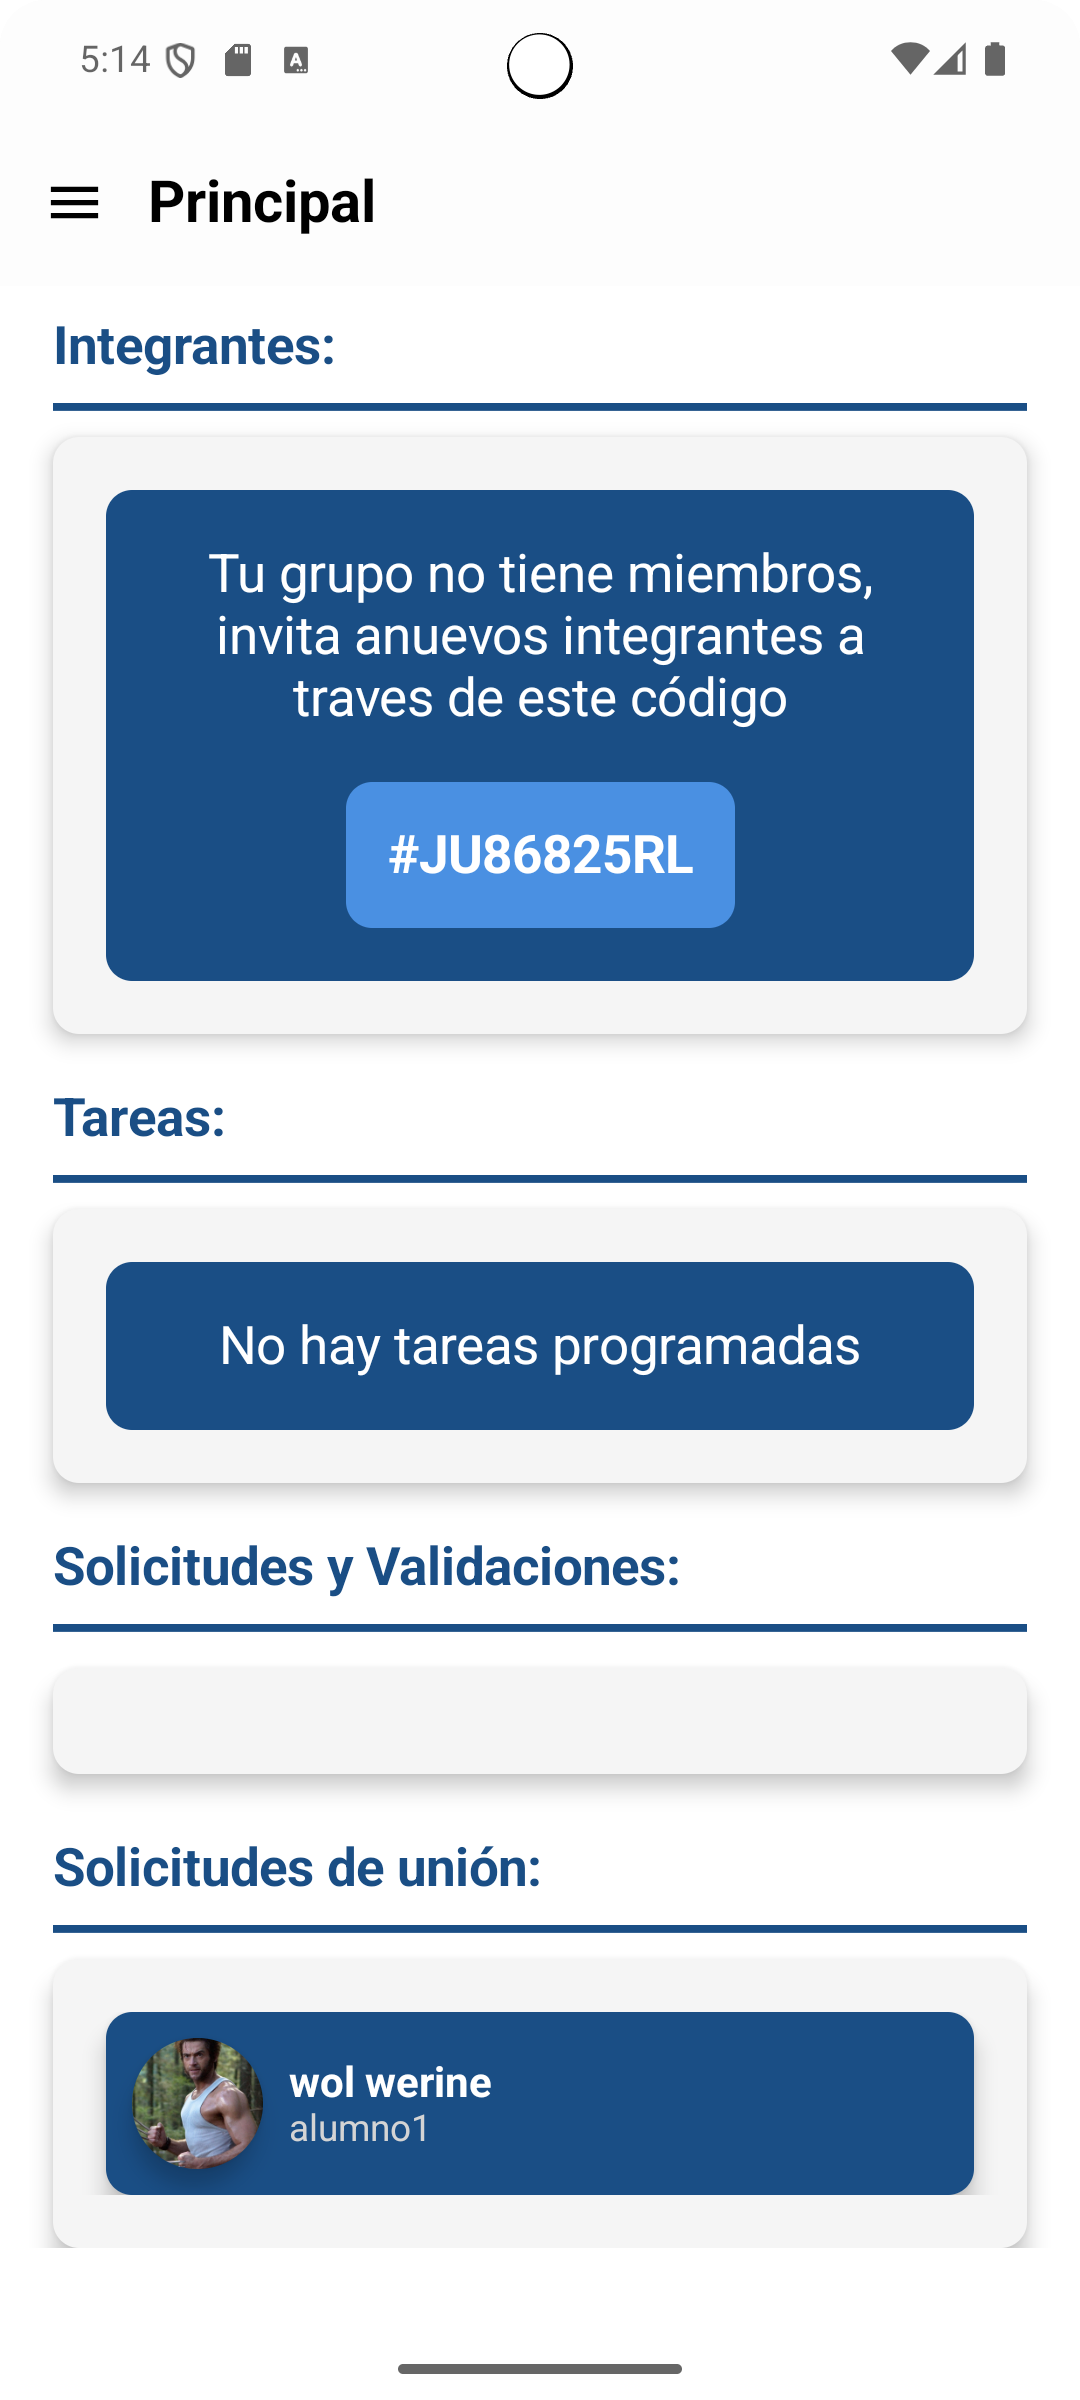 5:14
Principal
Integrantes:
Tu grupo no tiene miembros,
invita anuevos integrantes a
traves de este código
#JU86825RL
Tareas:
No hay tareas programadas
Solicitudes y Validaciones:
Solicitudes de unión:
wol werine
alumno1